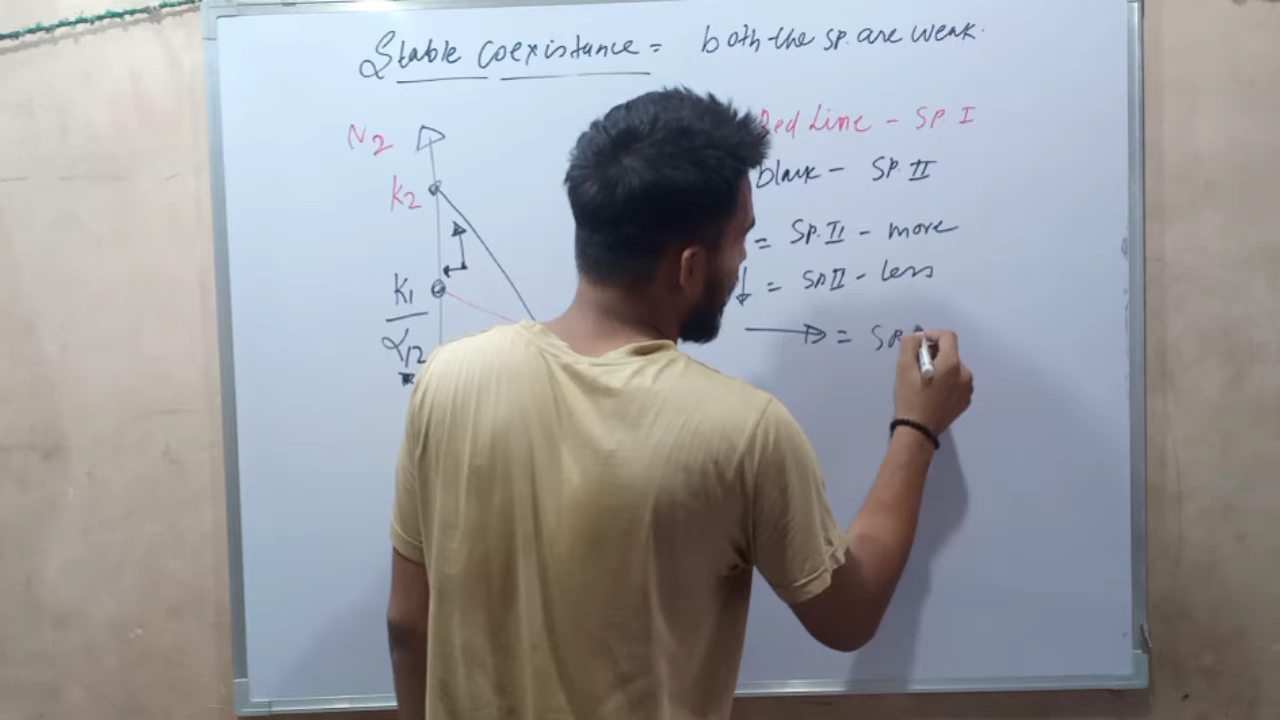 Stable coexistance = both the sp. are weak.
N2
K2
K1
α12
Red Line - SP I
blank - SP. II
= SP. II - more
↓ = SP II - less
→ = SP